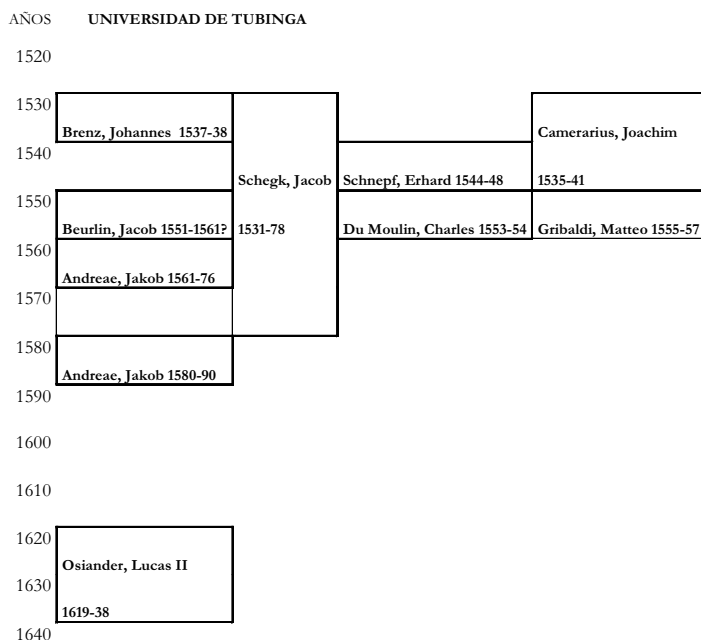 AÑOS UNIVERSIDAD DE TUBINGA
1520
1530
Brenz, Johannes 1537-38 Camerarius, Joachim
1540
Schegk, Jacob Schnepf, Erhard 1544-48 1535-41
1550
Beurlin, Jacob 1551-1561? 1531-78 Du Moulin, Charles 1553-54 Gribaldi, Matteo 1555-57
1560
Andreae, Jakob 1561-76
1570
1580
Andreae, Jakob 1580-90
1590
1600
1610
1620
Osiander, Lucas II
1630
1619-38
1640